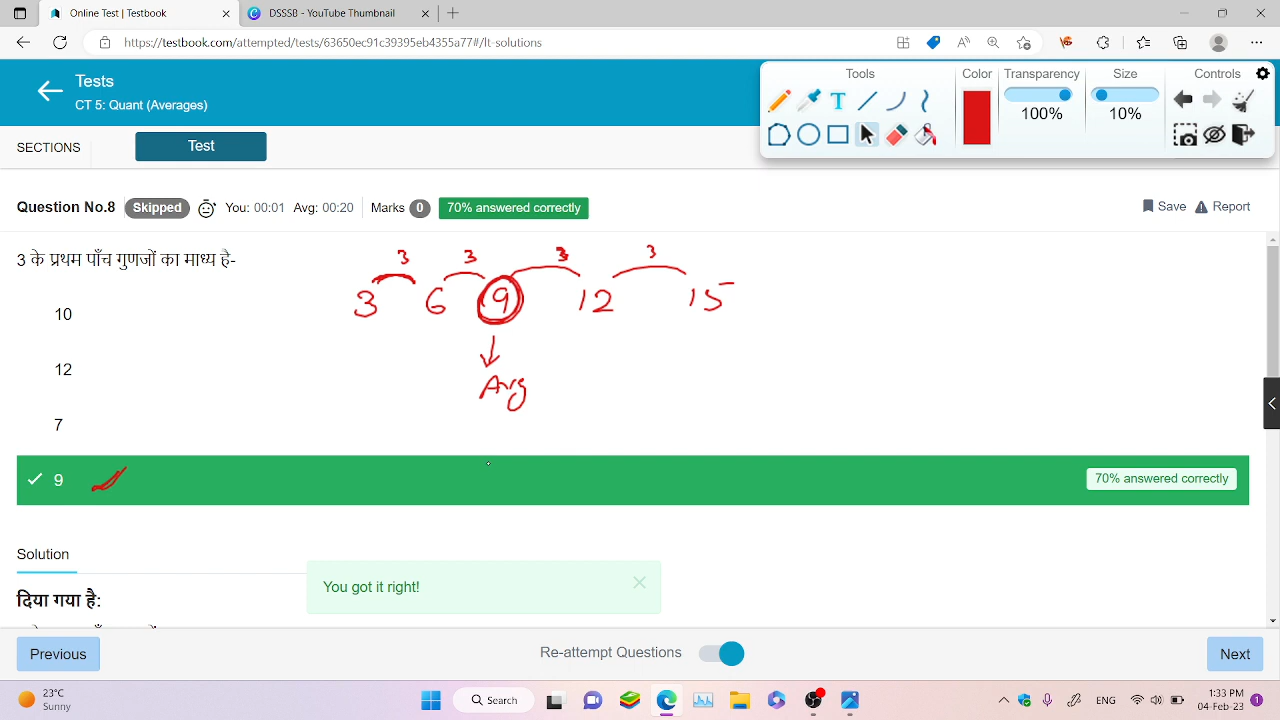 Online Test | Testbook
DSSSB - YouTube Thumbnail
https://testbook.com/attempted/tests/63650ec91c39395eb4355a77#/lt-solutions
Tests
CT 5: Quant (Averages)
Tools
Color
Transparency
Size
Controls
100%
10%
SECTIONS
Test
Question No.8
Skipped
You: 00:01
Avg: 00:20
Marks
0
70% answered correctly
Save
Report
3 के प्रथम पाँच गुणजों का माध्य है-
3 3 3 3
3 6 9 12 15
Avg
10
12
7
9
70% answered correctly
Solution
दिया गया है:
You got it right!
Previous
Re-attempt Questions
Next
23°C
Sunny
Search
ENG
1:33 PM
04-Feb-23
1